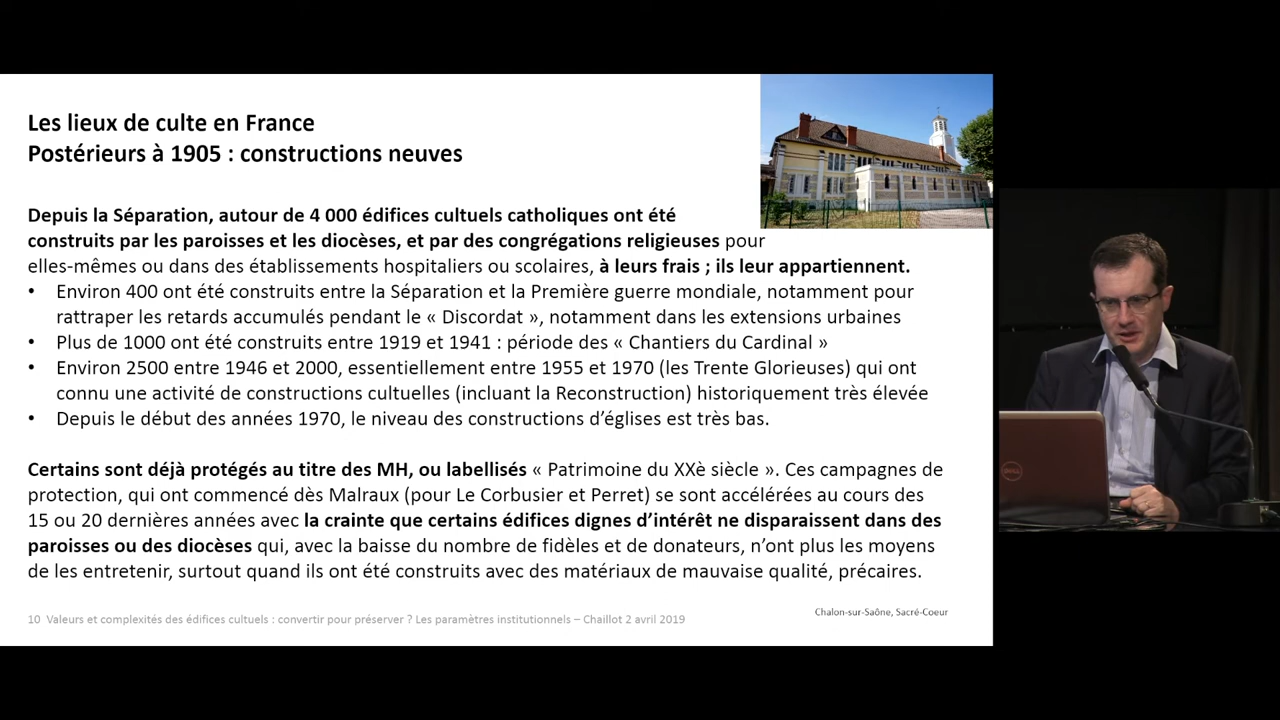 Les lieux de culte en France
Postérieurs à 1905 : constructions neuves
Depuis la Séparation, autour de 4 000 édifices cultuels catholiques ont été
construits par les paroisses et les diocèses, et par des congrégations religieuses pour
elles-mêmes ou dans des établissements hospitaliers ou scolaires, à leurs frais ; ils leur appartiennent.
• Environ 400 ont été construits entre la Séparation et la Première guerre mondiale, notamment pour
rattraper les retards accumulés pendant le « Discordat », notamment dans les extensions urbaines
• Plus de 1000 ont été construits entre 1919 et 1941 : période des « Chantiers du Cardinal »
• Environ 2500 entre 1946 et 2000, essentiellement entre 1955 et 1970 (les Trente Glorieuses) qui ont
connu une activité de constructions cultuelles (incluant la Reconstruction) historiquement très élevée
• Depuis le début des années 1970, le niveau des constructions d'églises est très bas.
Certains sont déjà protégés au titre des MH, ou labellisés « Patrimoine du XXè siècle ». Ces campagnes de
protection, qui ont commencé dès Malraux (pour Le Corbusier et Perret) se sont accélérées au cours des
15 ou 20 dernières années avec la crainte que certains édifices dignes d'intérêt ne disparaissent dans des
paroisses ou des diocèses qui, avec la baisse du nombre de fidèles et de donateurs, n'ont plus les moyens
de les entretenir, surtout quand ils ont été construits avec des matériaux de mauvaise qualité, précaires.
Chalon-sur-Saône, Sacré-Coeur
10 Valeurs et complexités des édifices cultuels : convertir pour préserver ? Les paramètres institutionnels – Chaillot 2 avril 2019
DELL